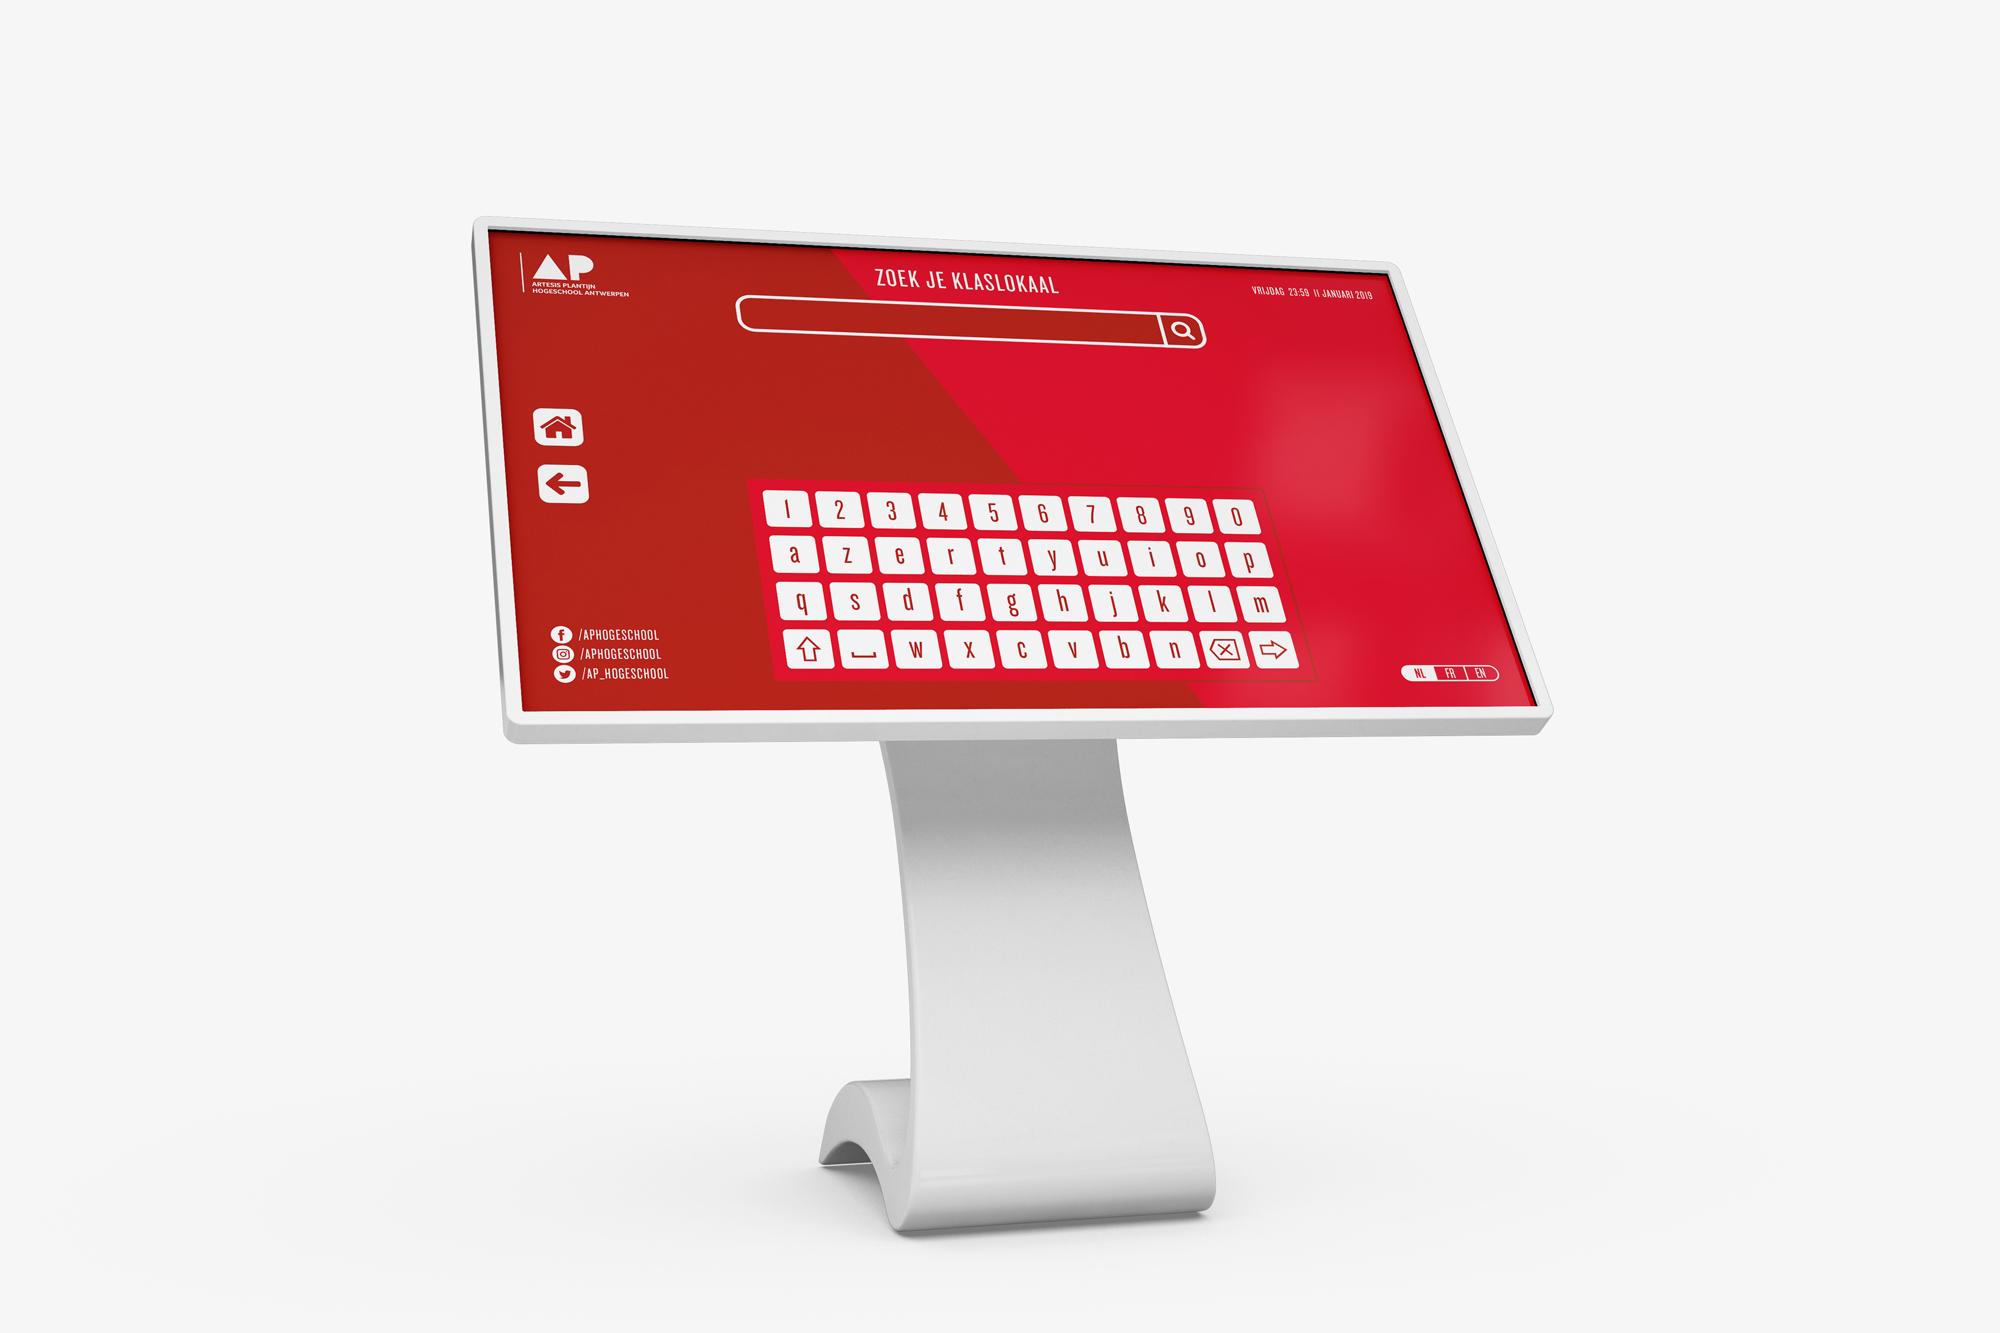 AP
ARTESIS PLANTIJN
HOGESCHOOL ANTWERPEN
ZOEK JE KLASLOKAAL
VRIJDAG 23:59 11 JANUARI 2019
1 2 3 4 5 6 7 8 9 0
a z e r t y u i o p
q s d f g h j k l m
w x c v b n
/APHOGESCHOOL
/APHOGESCHOOL
/AP_HOGESCHOOL
NL FR EN